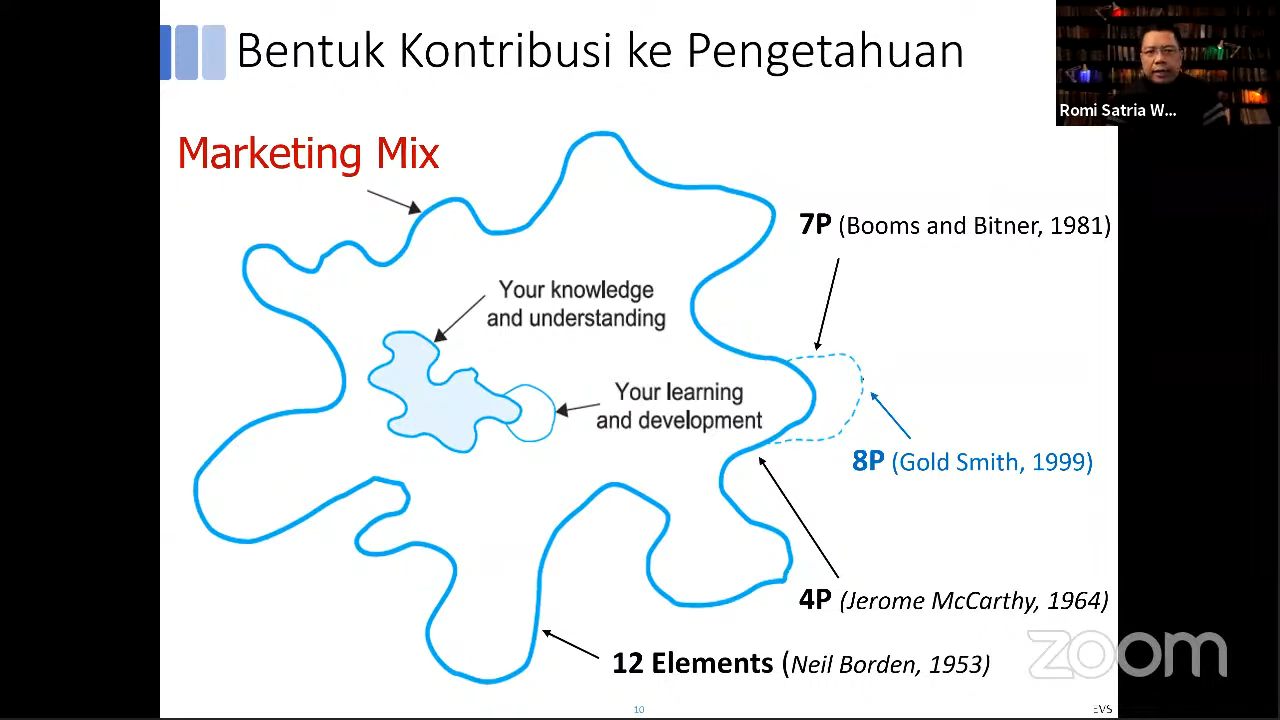 Bentuk Kontribusi ke Pengetahuan
Romi Satria W...
Marketing Mix
7P (Booms and Bitner, 1981)
Your knowledge
and understanding
Your learning
and development
8P (Gold Smith, 1999)
4P (Jerome McCarthy, 1964)
12 Elements (Neil Borden, 1953)
zoom
10